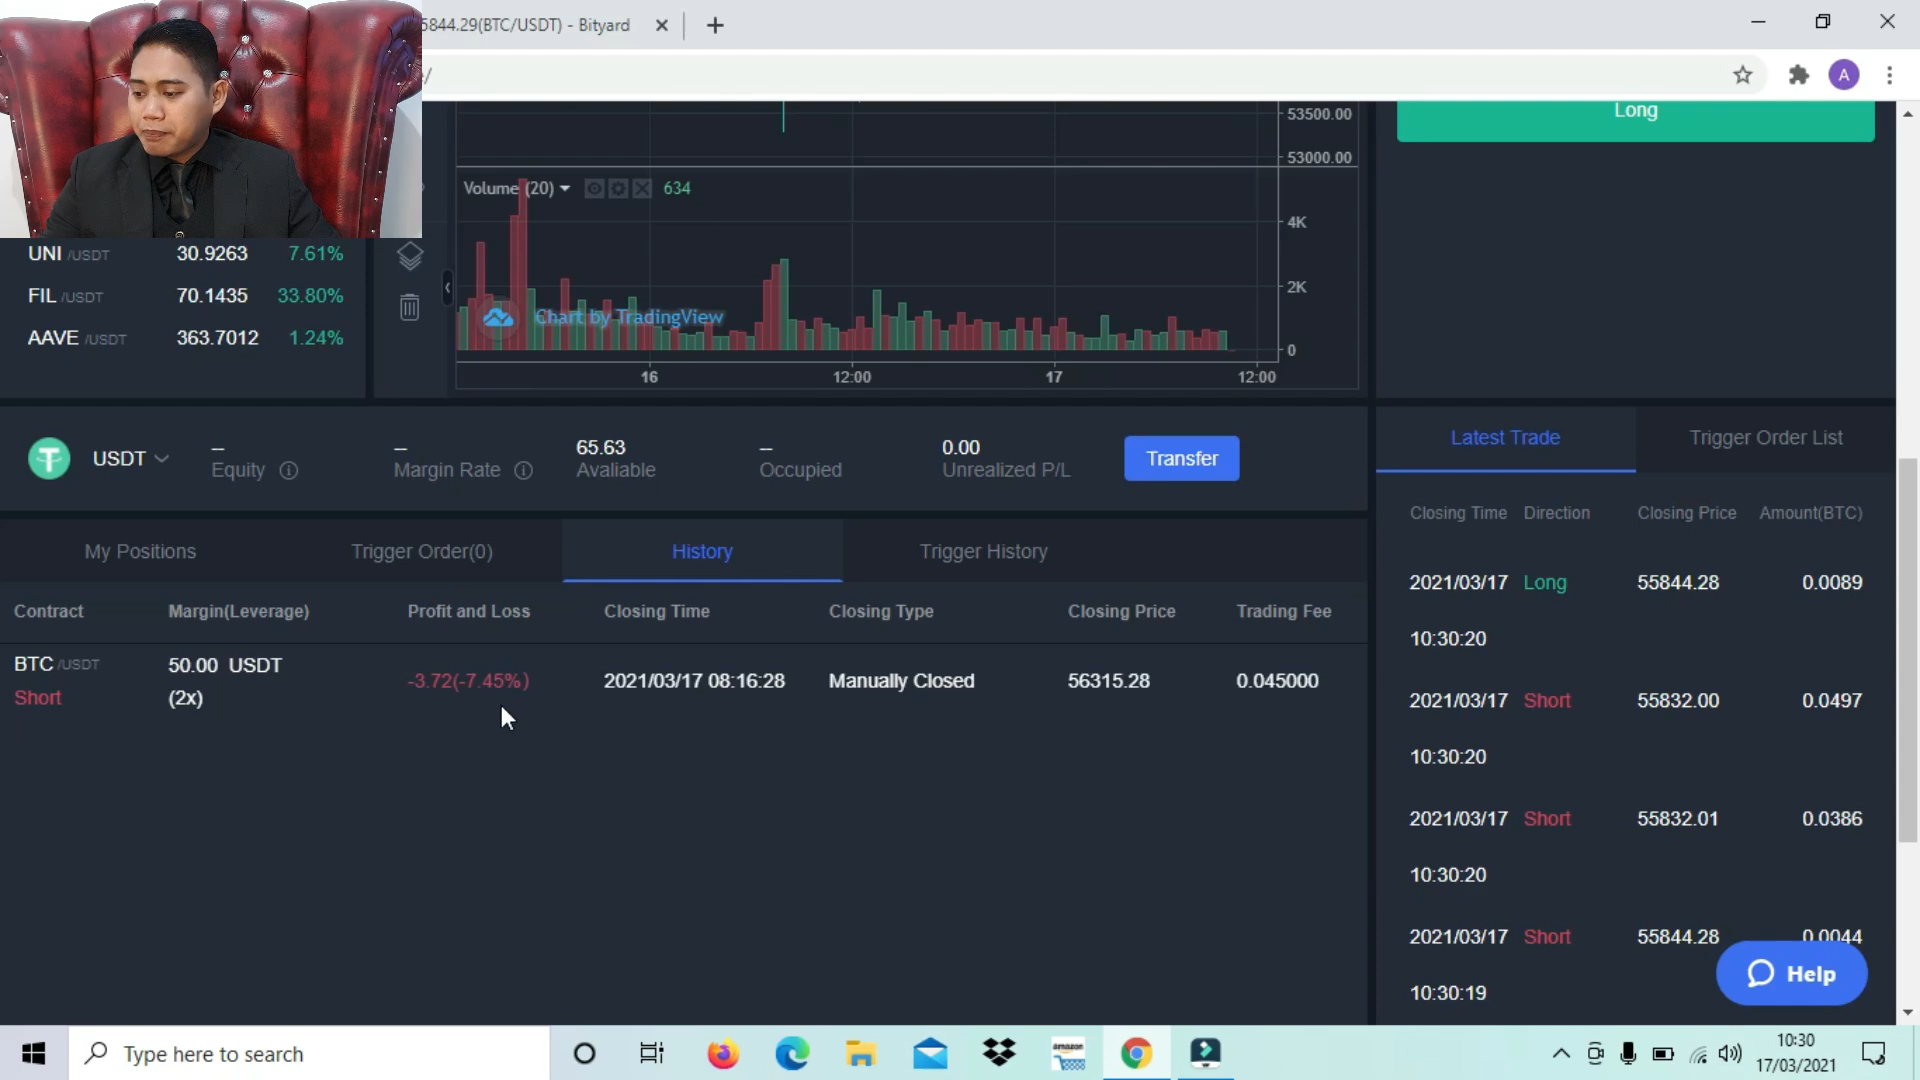 5844.29(BTC/USDT) - Bityard
/
A
53500.00
53000.00
Long
Volume (20) 634
4K
2K
0
Chart by TradingView
16 12:00 17 12:00
UNI /USDT 30.9263 7.61%
FIL /USDT 70.1435 33.80%
AAVE /USDT 363.7012 1.24%
USDT
--
Equity
--
Margin Rate
65.63
Avaliable
--
Occupied
0.00
Unrealized P/L
Transfer
Latest Trade Trigger Order List
My Positions Trigger Order(0) History Trigger History
Contract Margin(Leverage) Profit and Loss Closing Time Closing Type Closing Price Trading Fee
BTC /USDT 50.00 USDT
Short (2x)
-3.72(-7.45%) 2021/03/17 08:16:28 Manually Closed 56315.28 0.045000
Closing Time Direction Closing Price Amount(BTC)
2021/03/17 Long 55844.28 0.0089
10:30:20
2021/03/17 Short 55832.00 0.0497
10:30:20
2021/03/17 Short 55832.01 0.0386
10:30:20
2021/03/17 Short 55844.28 0.0044
10:30:19
Help
Type here to search
amazon
10:30
17/03/2021